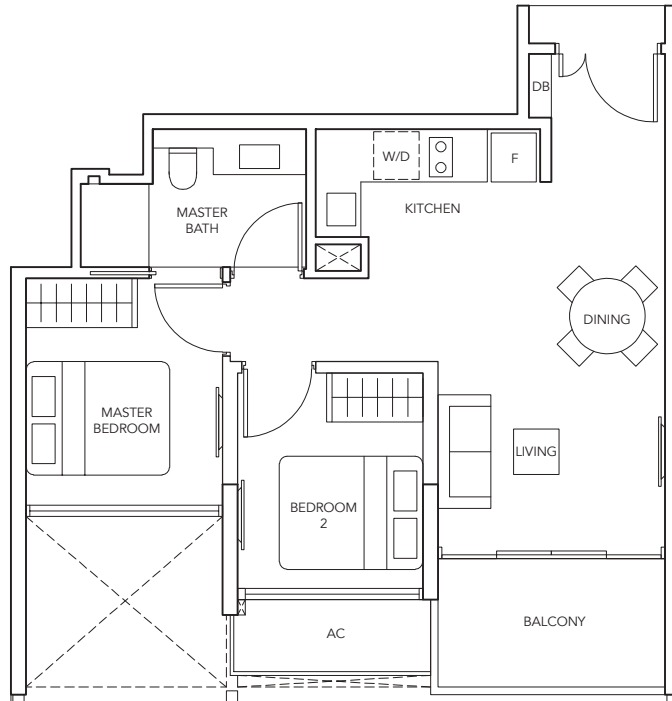 DB
W/D
F
MASTER
BATH
KITCHEN
DINING
MASTER
BEDROOM
LIVING
BEDROOM
2
AC
BALCONY